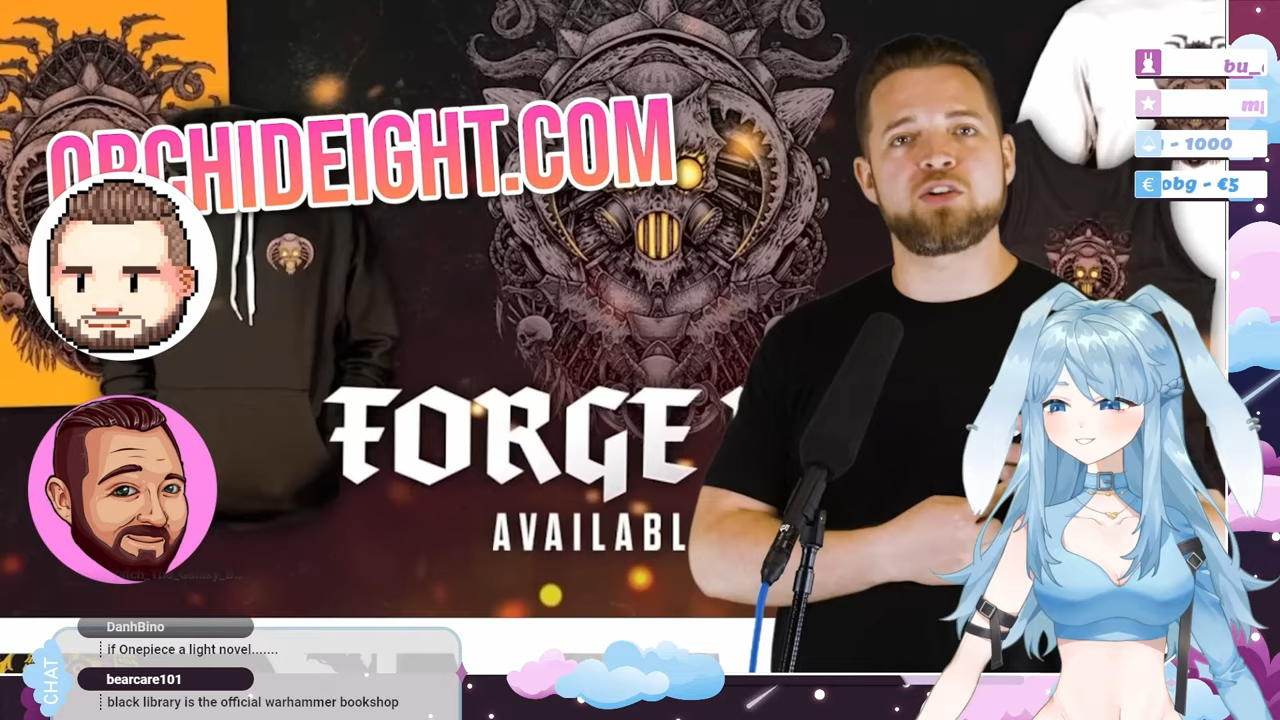 ORCHIDEIGHT.COM
FORGE
AVAILABL
bu_
- 1000
obg - €5
CHAT
DanhBino
if Onepiece a light novel.......
bearcare101
black library is the official warhammer bookshop